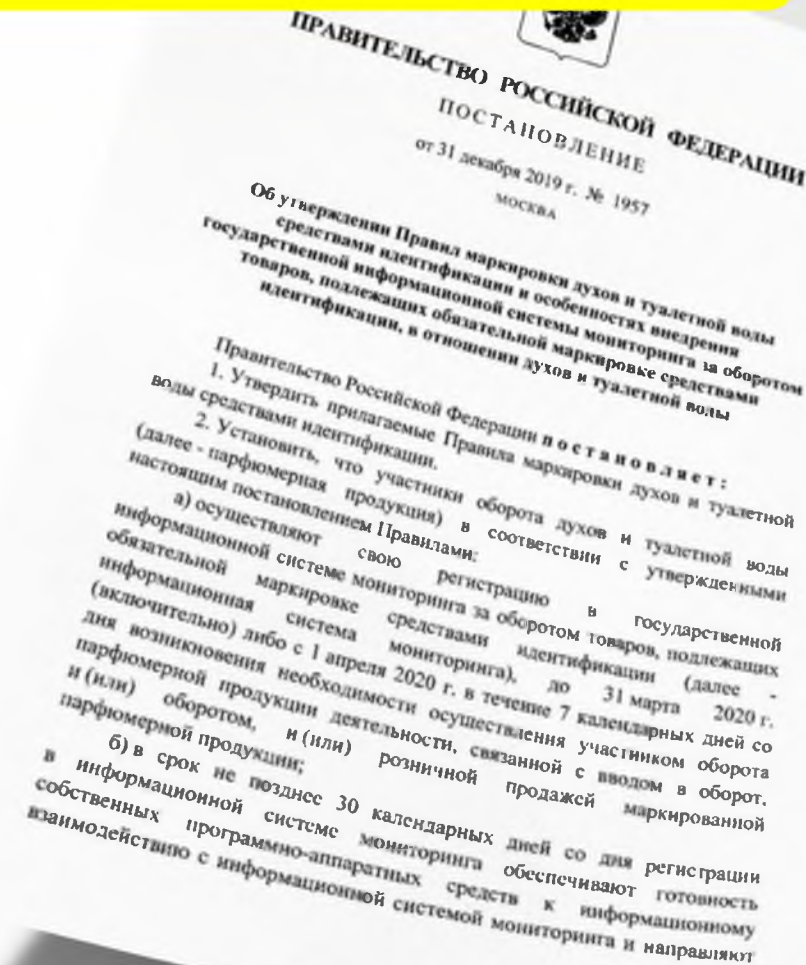 ПРАВИТЕЛЬСТВО РОССИЙСКОЙ ФЕДЕРАЦИИ
ПОСТАНОВЛЕНИЕ
от 31 декабря 2019 г. № 1957
МОСКВА
Об утверждении Правил маркировки духов и туалетной воды
средствами идентификации и особенностях внедрения
государственной информационной системы мониторинга за оборотом
товаров, подлежащих обязательной маркировке средствами
идентификации, в отношении духов и туалетной воды
Правительство Российской Федерации постановляет:
1. Утвердить прилагаемые Правила маркировки духов и туалетной
воды средствами идентификации.
2. Установить, что участники оборота духов и туалетной воды
(далее - парфюмерная продукция) в соответствии с утвержденными
настоящим постановлением Правилами:
а) осуществляют свою регистрацию в государственной
информационной системе мониторинга за оборотом товаров, подлежащих
обязательной маркировке средствами идентификации (далее -
информационная система мониторинга), до 31 марта 2020 г.
(включительно) либо с 1 апреля 2020 г. в течение 7 календарных дней со
дня возникновения необходимости осуществления участником оборота
парфюмерной продукции деятельности, связанной с вводом в оборот,
и (или) оборотом, и (или) розничной продажей маркированной
парфюмерной продукции;
б) в срок не позднее 30 календарных дней со дня регистрации
в информационной системе мониторинга обеспечивают готовность
собственных программно-аппаратных средств к информационному
взаимодействию с информационной системой мониторинга и направляют